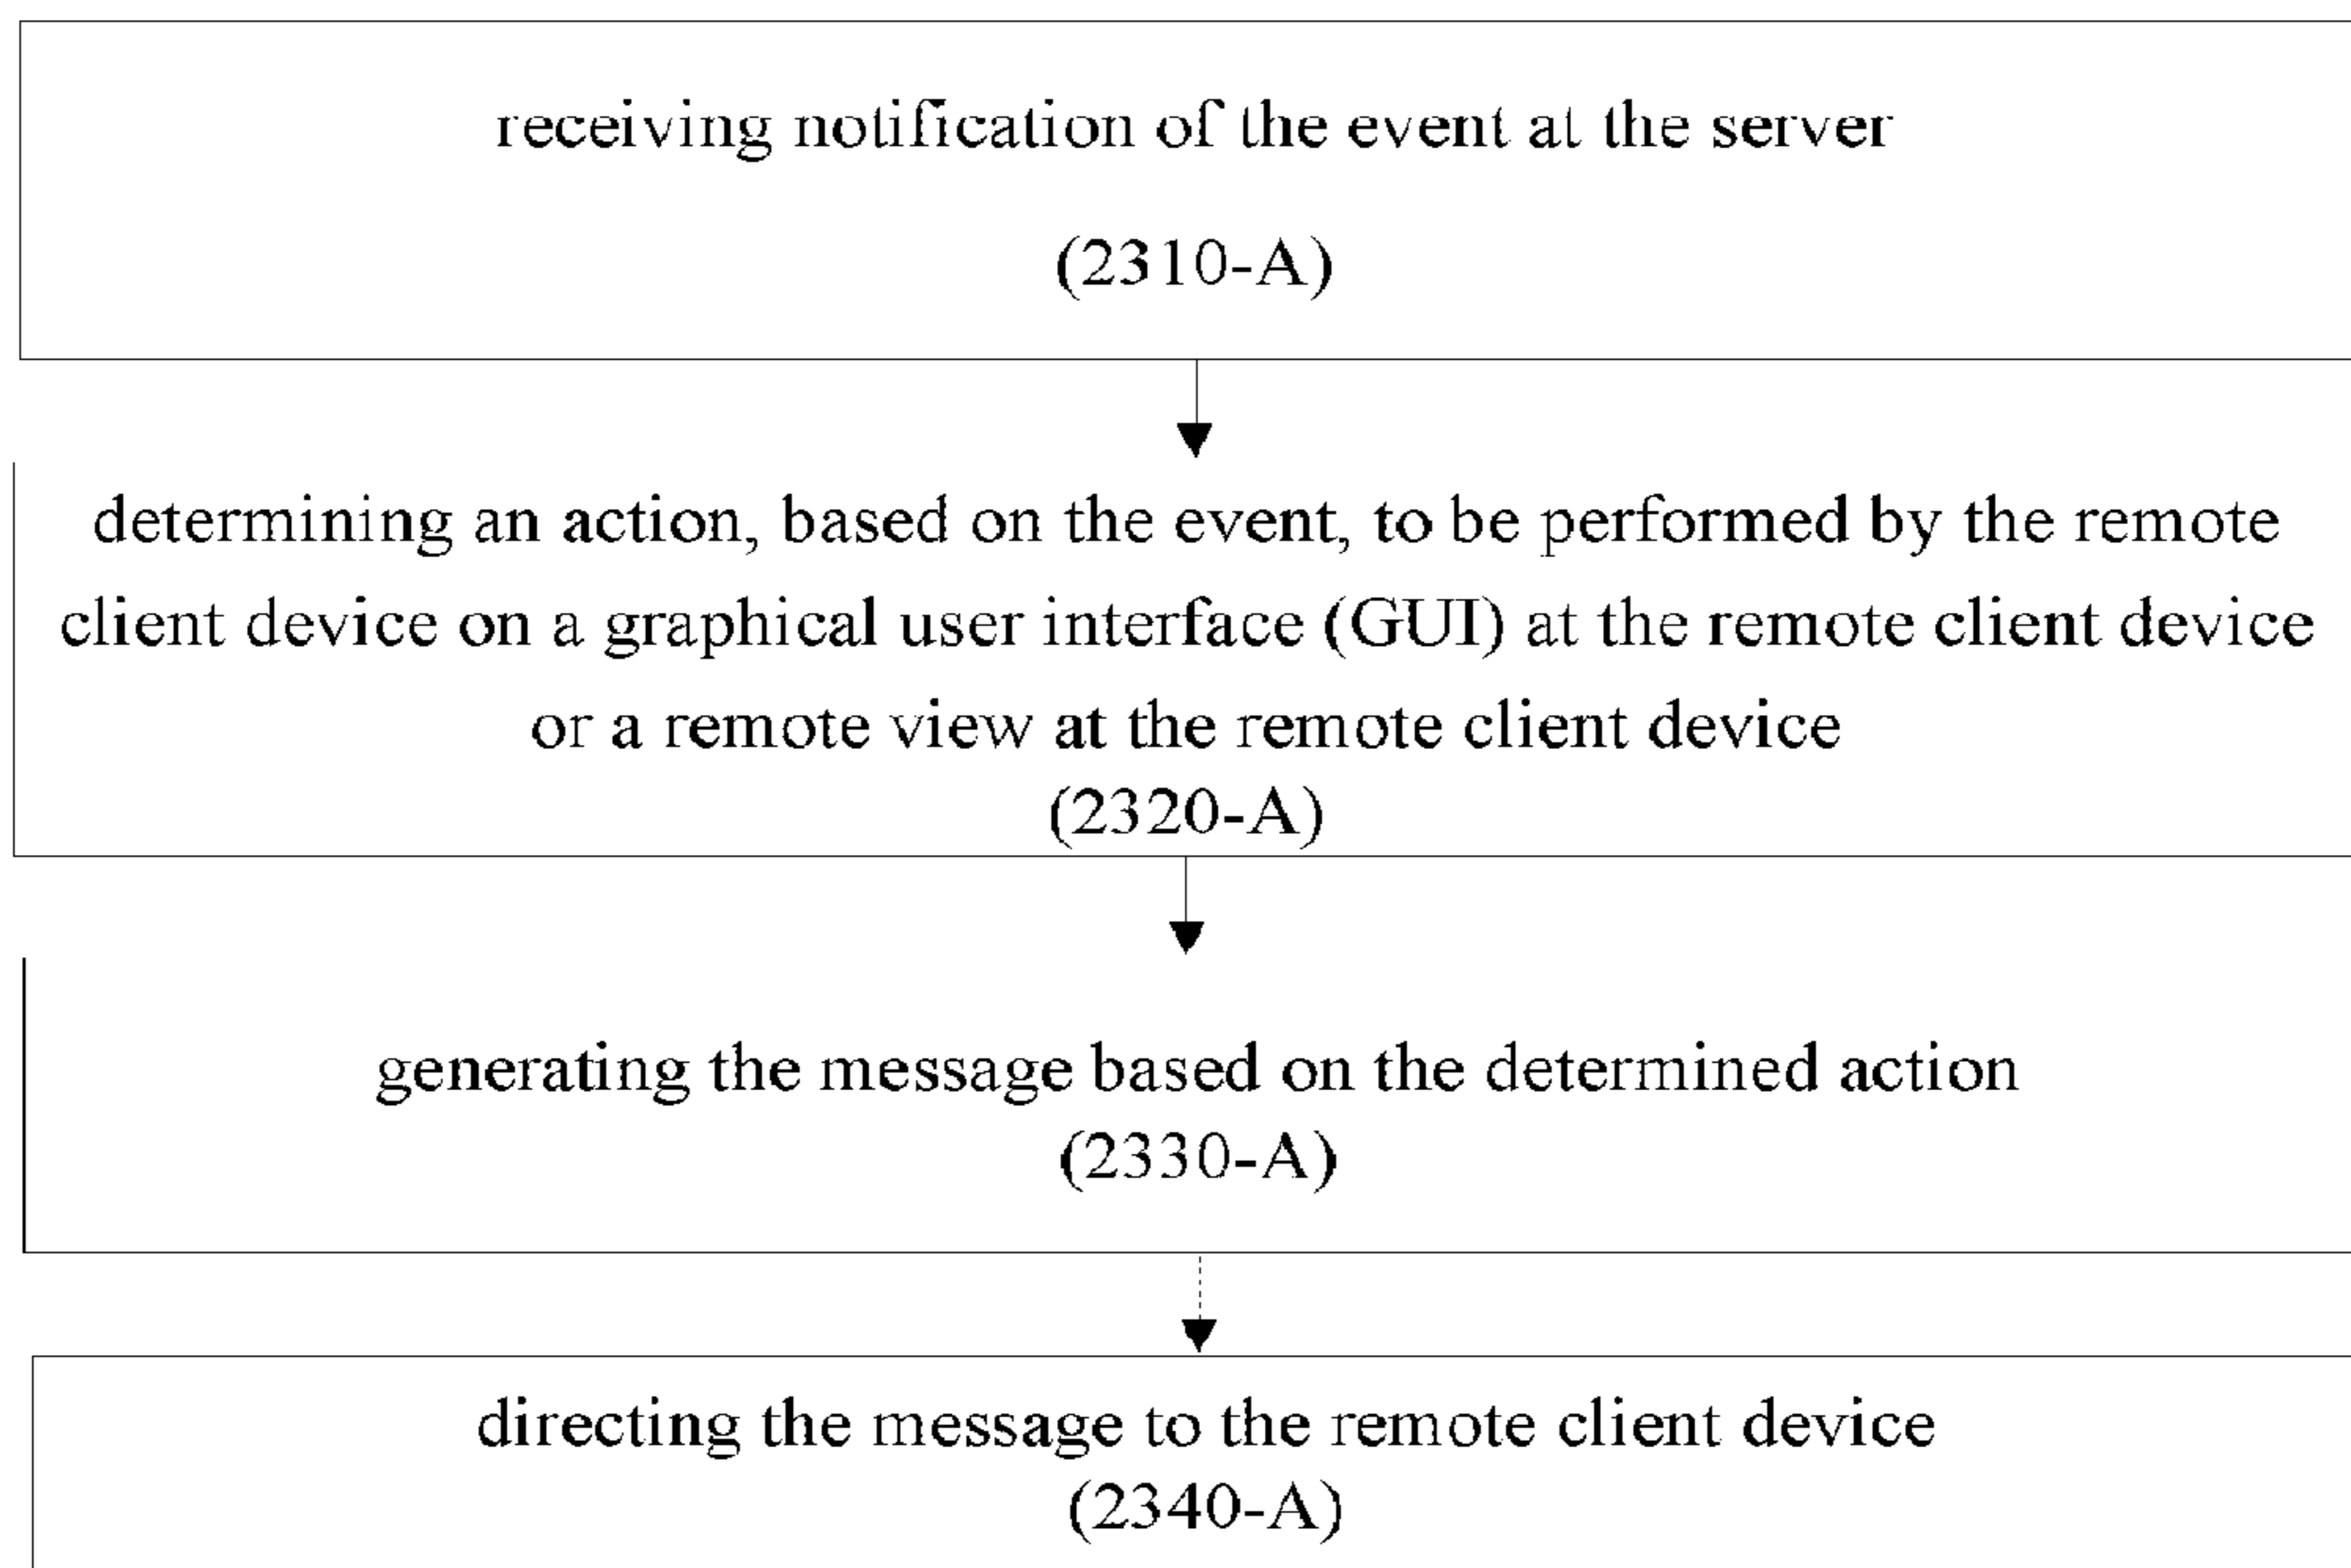 receiving notification of the event at the server
(2310-A)
determining an action, based on the event, to be performed by the remote
client device on a graphical user interface (GUI) at the remote client device
or a remote view at the remote client device
(2320-A)
generating the message based on the determined action
(2330-A)
directing the message to the remote client device
(2340-A)